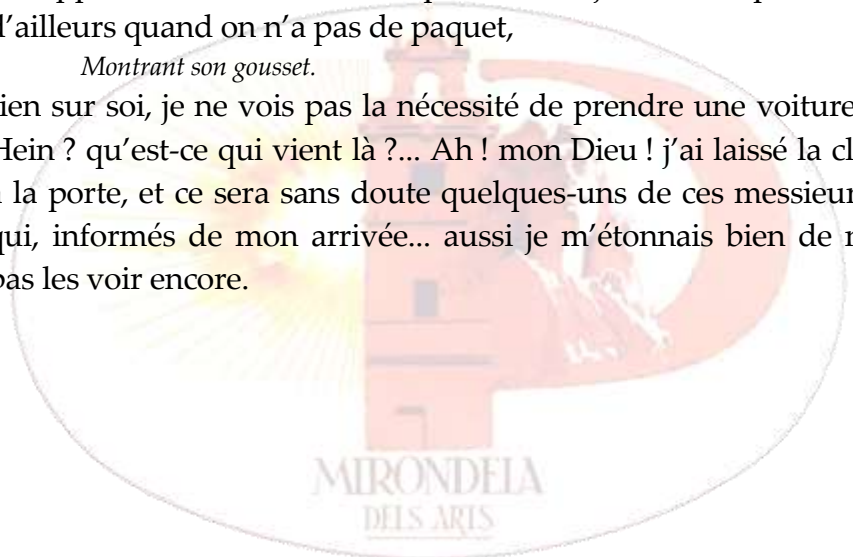 d'ailleurs quand on n'a pas de paquet,
Montrant son gousset.
ien sur soi, je ne vois pas la nécessité de prendre une voiture
Hein ? qu'est-ce qui vient là ?... Ah ! mon Dieu ! j'ai laissé la cl
à la porte, et ce sera sans doute quelques-uns de ces messieur
qui, informés de mon arrivée... aussi je m'étonnais bien de n
pas les voir encore.
MIRONDELA
DELS ARTS